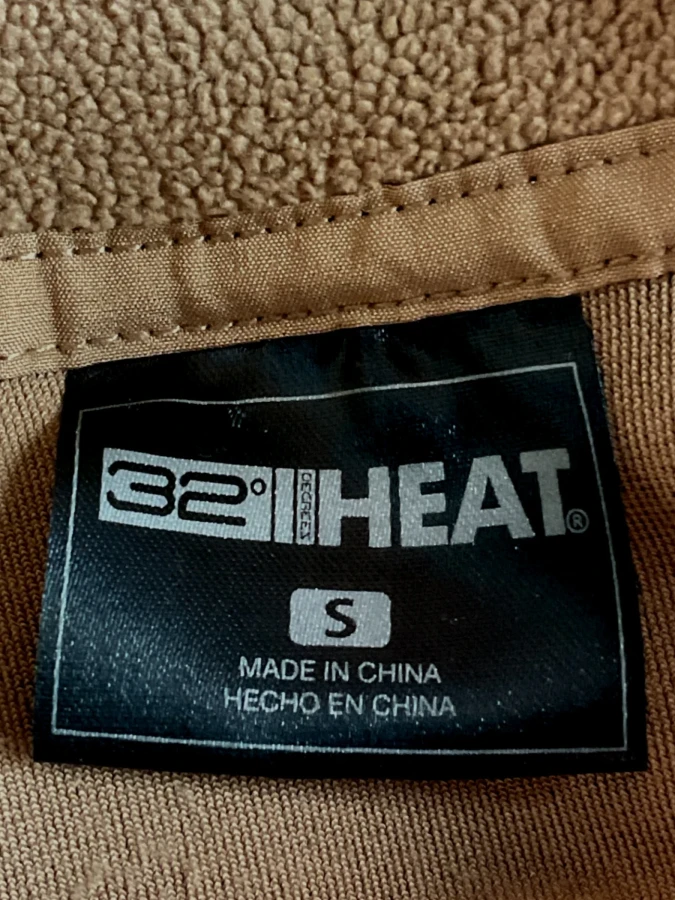 32° DEGREES HEAT®
S
MADE IN CHINA
HECHO EN CHINA